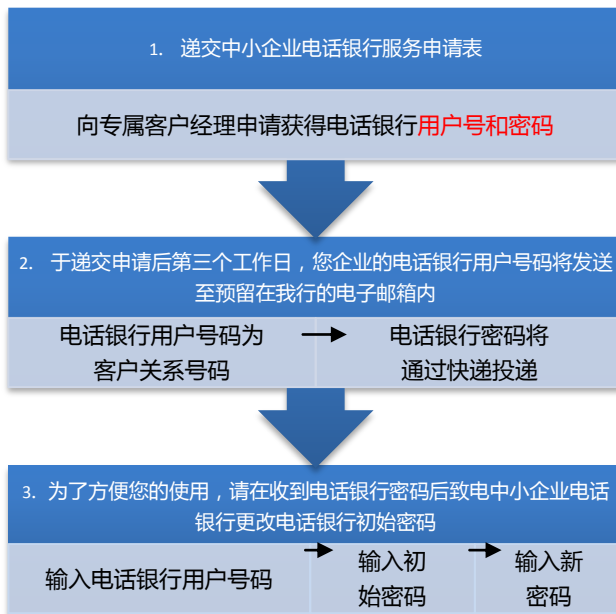 1. 递交中小企业电话银行服务申请表
向专属客户经理申请获得电话银行用户号和密码
2. 于递交申请后第三个工作日，您企业的电话银行用户号码将发送
至预留在我行的电子邮箱内
电话银行用户号码为
客户关系号码
电话银行密码将
通过快递投递
3. 为了方便您的使用，请在收到电话银行密码后致电中小企业电话
银行更改电话银行初始密码
输入电话银行用户号码
输入初
始密码
输入新
密码